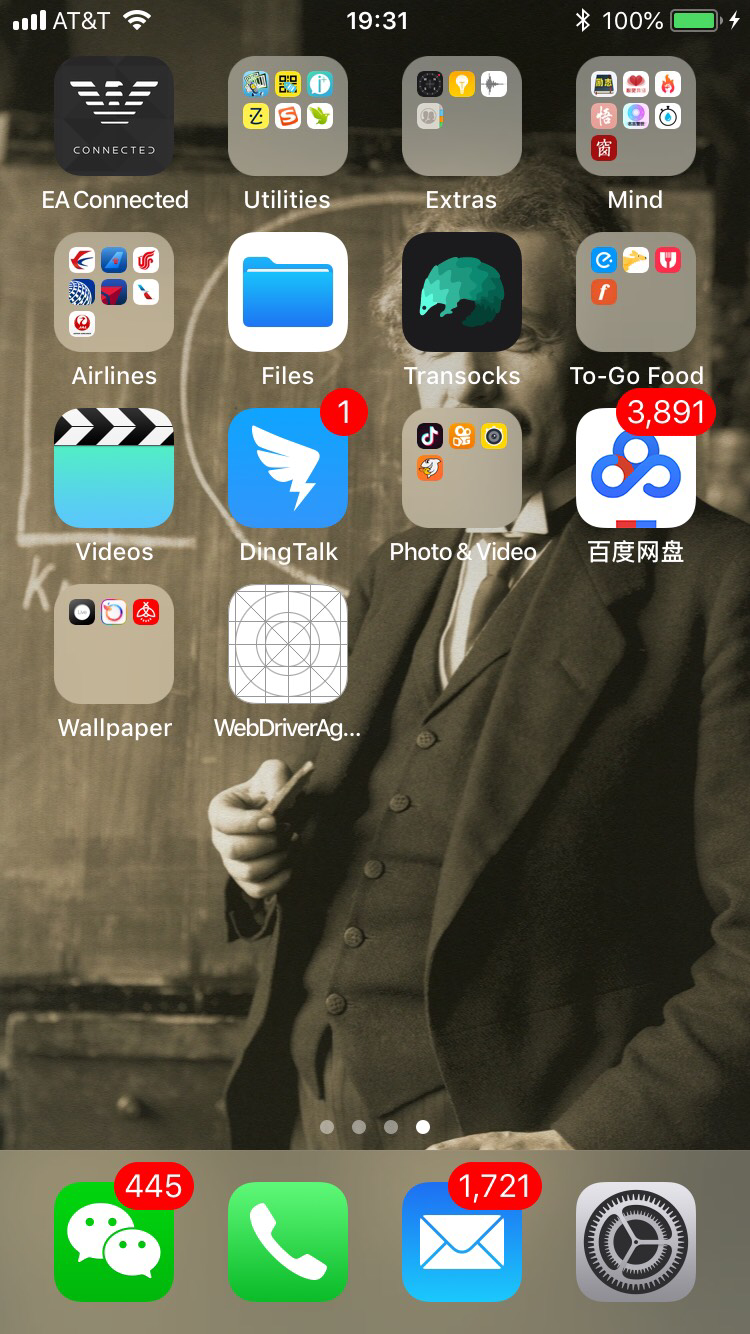 AT&T 19:31 100%
CONNECTED
EA Connected Utilities Extras Mind
Airlines Files Transocks To-Go Food
1 3,891
Videos DingTalk Photo & Video 百度网盘
Wallpaper WebDriverAg...
445 1,721